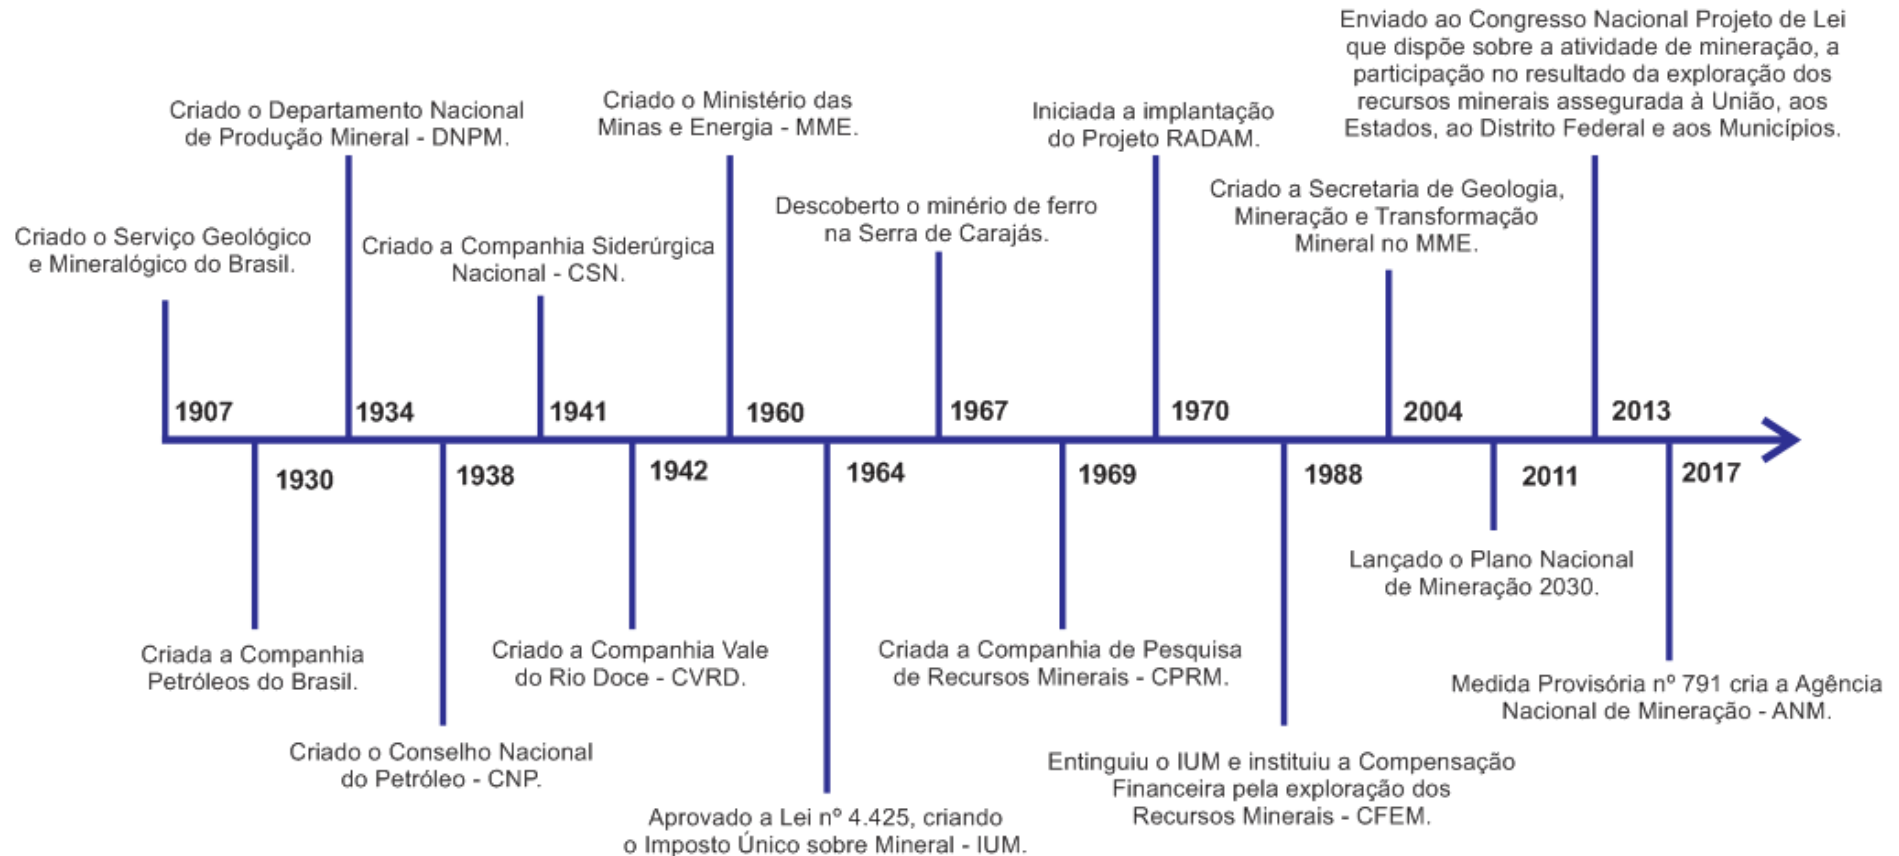 Criado o Serviço Geológico
e Mineralógico do Brasil.
1907
1930
Criada a Companhia
Petróleos do Brasil.
Criado o Departamento Nacional
de Produção Mineral - DNPM.
1934
1938
Criado o Conselho Nacional
do Petróleo - CNP.
Criado a Companhia Siderúrgica
Nacional - CSN.
1941
1942
Criado a Companhia Vale
do Rio Doce - CVRD.
Criado o Ministério das
Minas e Energia - MME.
1960
1964
Aprovado a Lei nº 4.425, criando
o Imposto Único sobre Mineral - IUM.
Descoberto o minério de ferro
na Serra de Carajás.
1967
1969
Criada a Companhia de Pesquisa
de Recursos Minerais - CPRM.
Iniciada a implantação
do Projeto RADAM.
1970
1988
Entinguiu o IUM e instituiu a Compensação
Financeira pela exploração dos
Recursos Minerais - CFEM.
Criado a Secretaria de Geologia,
Mineração e Transformação
Mineral no MME.
2004
2011
Lançado o Plano Nacional
de Mineração 2030.
Enviado ao Congresso Nacional Projeto de Lei
que dispõe sobre a atividade de mineração, a
participação no resultado da exploração dos
recursos minerais assegurada à União, aos
Estados, ao Distrito Federal e aos Municípios.
2013
2017
Medida Provisória nº 791 cria a Agência
Nacional de Mineração - ANM.